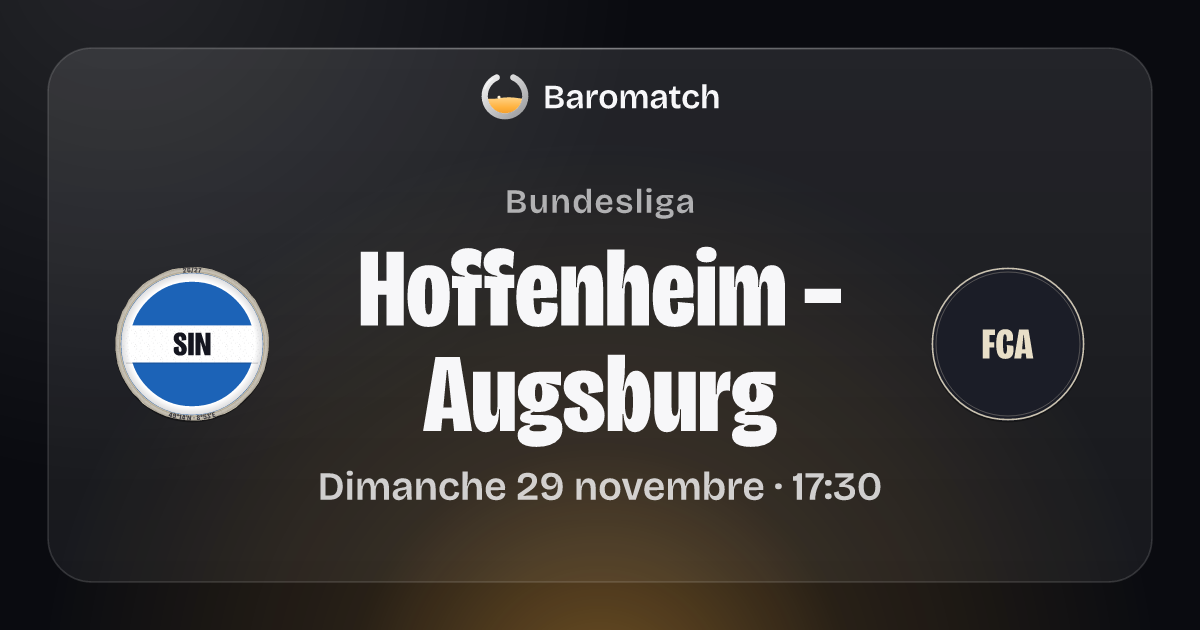 Baromatch
Bundesliga
Hoffenheim –
Augsburg
SIN
FCA
Dimanche 29 novembre · 17:30